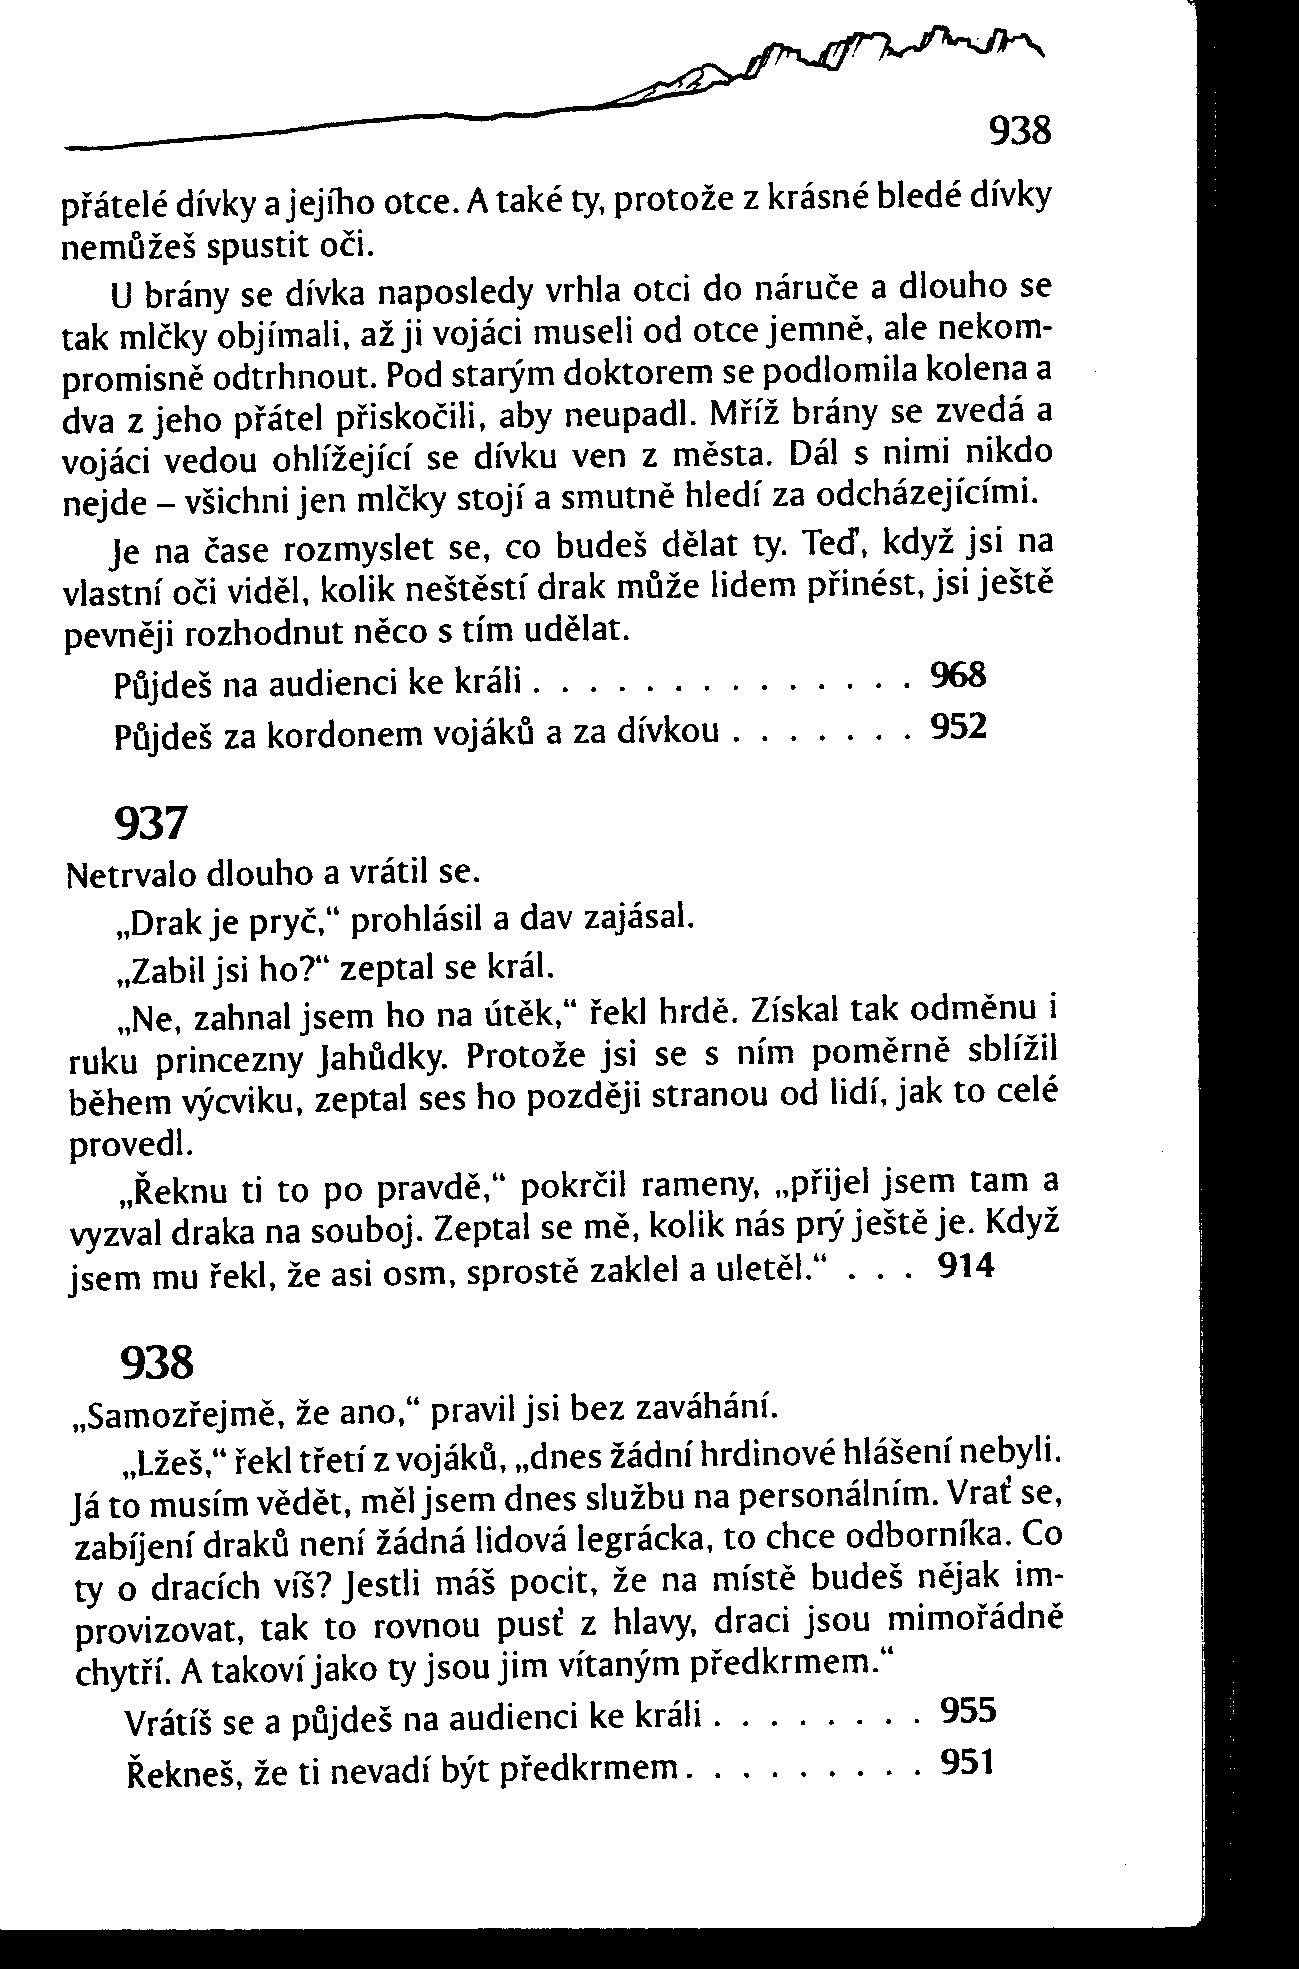 938
přátelé dívky a jejího otce. A také ty, protože z krásné bledé dívky
nemůžeš spustit oči.
U brány se dívka naposledy vrhla otci do náruče a dlouho se
tak mlčky objímali, až ji vojáci museli od otce jemně, ale nekom-
promisně odtrhnout. Pod starým doktorem se podlomila kolena a
dva z jeho přátel přiskočili, aby neupadl. Mříž brány se zvedá a
vojáci vedou ohlížející se dívku ven z města. Dál s nimi nikdo
nejde – všichni jen mlčky stojí a smutně hledí za odcházejícími.
Je na čase rozmyslet se, co budeš dělat ty. Teď, když jsi na
vlastní oči viděl, kolik neštěstí drak může lidem přinést, jsi ještě
pevněji rozhodnut něco s tím udělat.
Půjdeš na audienci ke králi . . . . . . . . . . . . . . 968
Půjdeš za kordonem vojáků a za dívkou . . . . . . . 952
937
Netrvalo dlouho a vrátil se.
„Drak je pryč,“ prohlásil a dav zajásal.
„Zabil jsi ho?“ zeptal se král.
„Ne, zahnal jsem ho na útěk,“ řekl hrdě. Získal tak odměnu i
ruku princezny Jahůdky. Protože jsi se s ním poměrně sblížil
během výcviku, zeptal ses ho později stranou od lidí, jak to celé
provedl.
„Řeknu ti to po pravdě,“ pokrčil rameny, „přijel jsem tam a
vyzval draka na souboj. Zeptal se mě, kolik nás prý ještě je. Když
jsem mu řekl, že asi osm, sprostě zaklel a uletěl.“ . . . 914
938
„Samozřejmě, že ano,“ pravil jsi bez zaváhání.
„Lžeš,“ řekl třetí z vojáků, „dnes žádní hrdinové hlášení nebyli.
Já to musím vědět, měl jsem dnes službu na personálním. Vrať se,
zabíjení draků není žádná lidová legrácka, to chce odborníka. Co
ty o dracích víš? Jestli máš pocit, že na místě budeš nějak im-
provizovat, tak to rovnou pusť z hlavy, draci jsou mimořádně
chytří. A takoví jako ty jsou jim vítaným předkrmem.“
Vrátíš se a půjdeš na audienci ke králi . . . . . . . . 955
Řekneš, že ti nevadí být předkrmem . . . . . . . . . 951